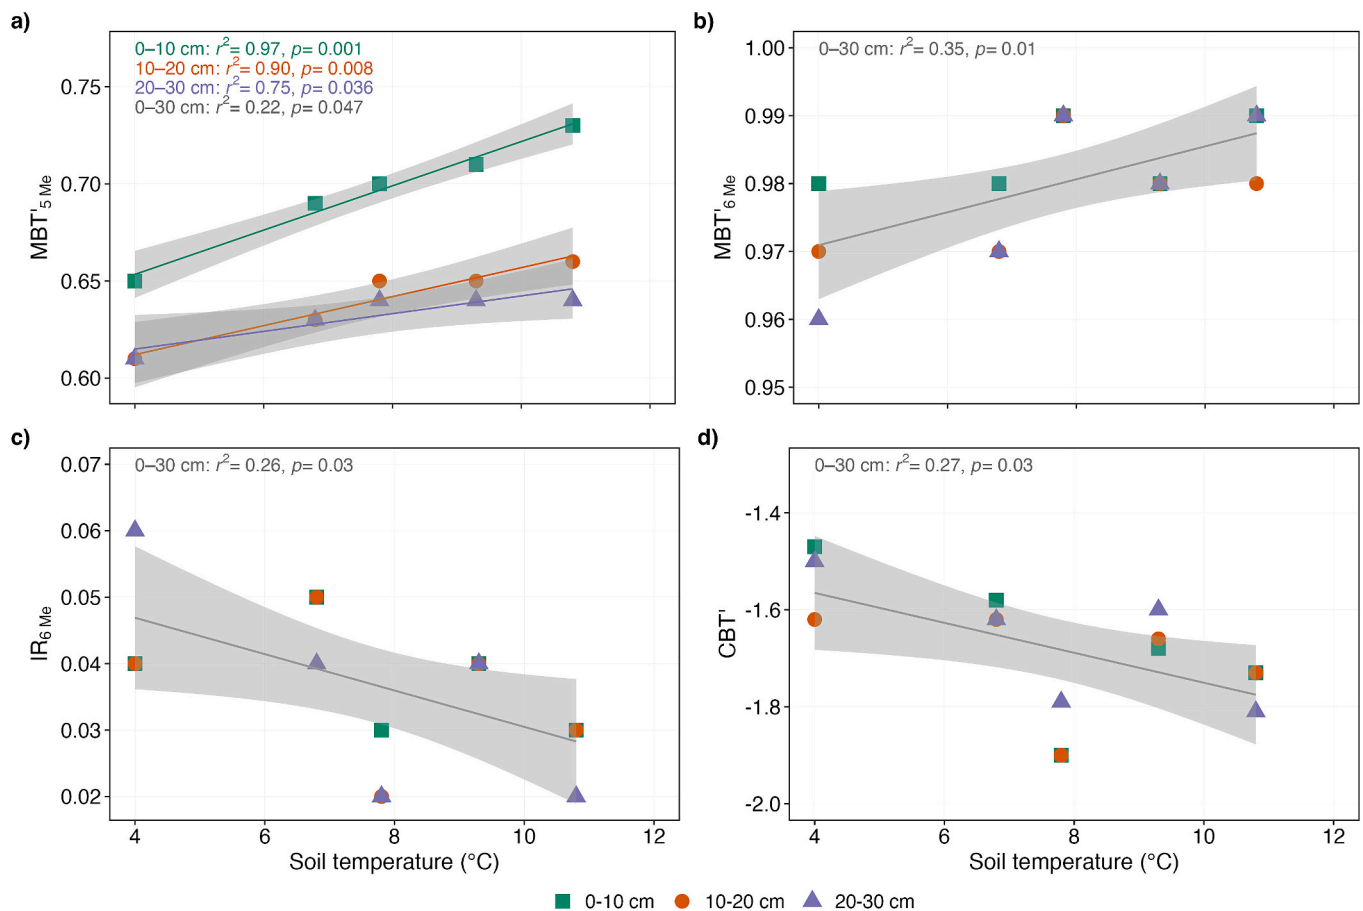 a)
0–10 cm: r²= 0.97, p= 0.001
10–20 cm: r²= 0.90, p= 0.008
20–30 cm: r²= 0.75, p= 0.036
0–30 cm: r²= 0.22, p= 0.047
0.75
0.70
0.65
0.60
MBT'5 Me
b)
0–30 cm: r²= 0.35, p= 0.01
1.00
0.99
0.98
0.97
0.96
0.95
MBT'6 Me
c)
0–30 cm: r²= 0.26, p= 0.03
0.07
0.06
0.05
0.04
0.03
0.02
IR6 Me
4 6 8 10 12
Soil temperature (°C)
d)
0–30 cm: r²= 0.27, p= 0.03
-1.4
-1.6
-1.8
-2.0
CBT'
4 6 8 10 12
Soil temperature (°C)
0-10 cm 10-20 cm 20-30 cm